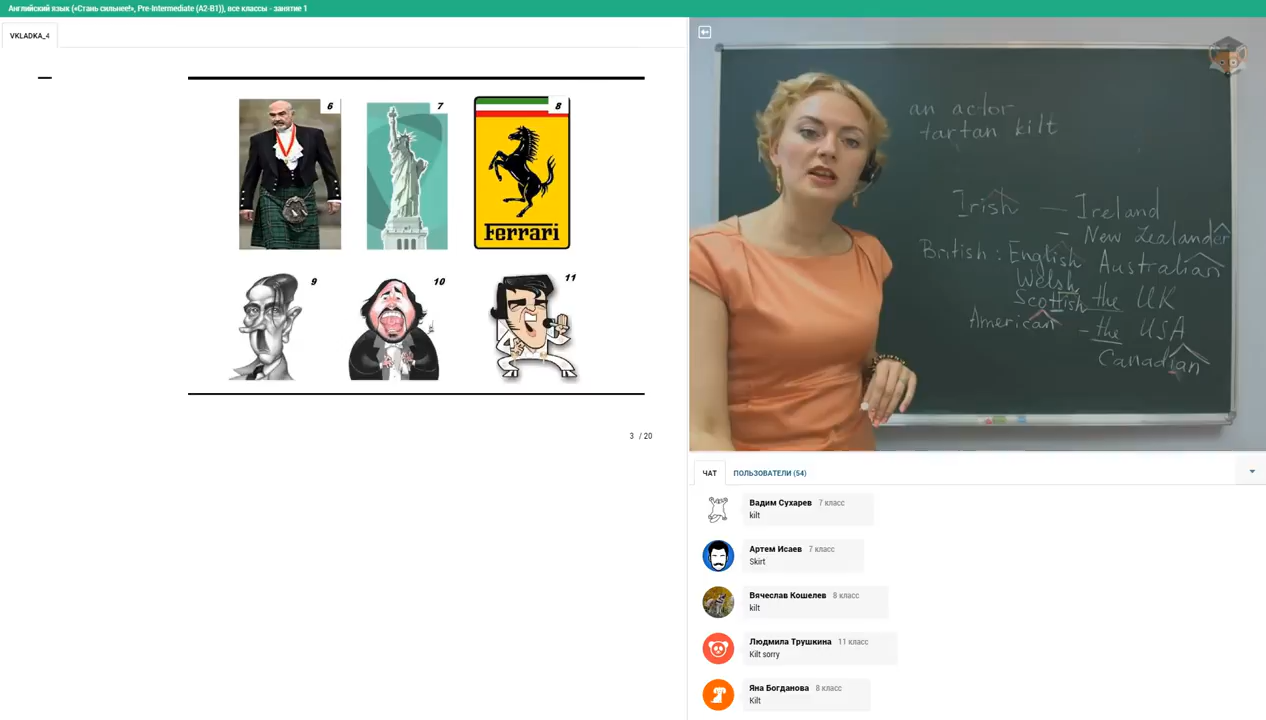 Английский язык («Стань сильнее!», Pre-Intermediate (A2-B1)), все классы - занятие 1
VKLADKA_4
6
7
8
Ferrari
9
10
11
3 / 20
an actor
tartan kilt
Irish — Ireland
- New Zealander
British : English Australian
Welsh
Scottish the UK
American - the USA
Canadian
ЧАТ
ПОЛЬЗОВАТЕЛИ (54)
Вадим Сухарев 7 класс
kilt
Артем Исаев 7 класс
Skirt
Вячеслав Кошелев 8 класс
kilt
Людмила Трушкина 11 класс
Kilt sorry
Яна Богданова 8 класс
Kilt